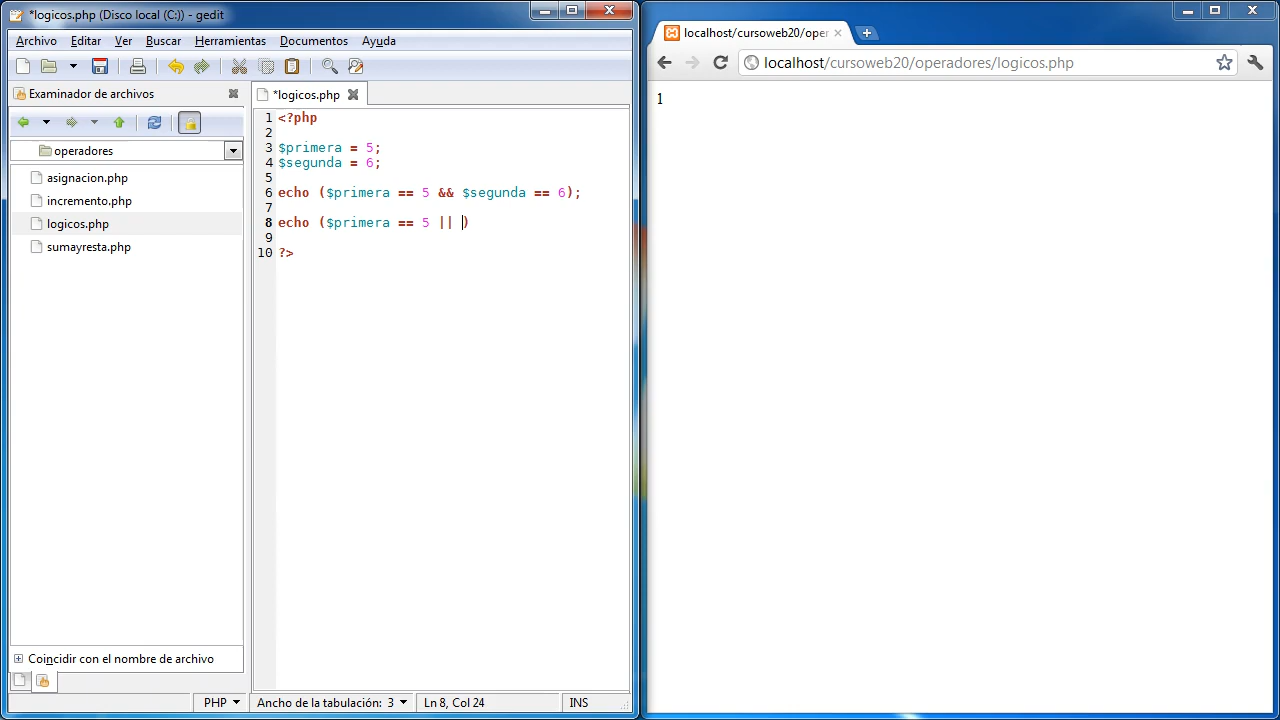 *logicos.php (Disco local (C:)) - gedit
Archivo Editar Ver Buscar Herramientas Documentos Ayuda
Examinador de archivos
operadores
asignacion.php
incremento.php
logicos.php
sumayresta.php
Coincidir con el nombre de archivo
*logicos.php
1 <?php
2
3 $primera = 5;
4 $segunda = 6;
5
6 echo ($primera == 5 && $segunda == 6);
7
8 echo ($primera == 5 || )
9
10 ?>
PHP Ancho de la tabulación: 3 Ln 8, Col 24 INS
localhost/cursoweb20/oper
localhost/cursoweb20/operadores/logicos.php
1